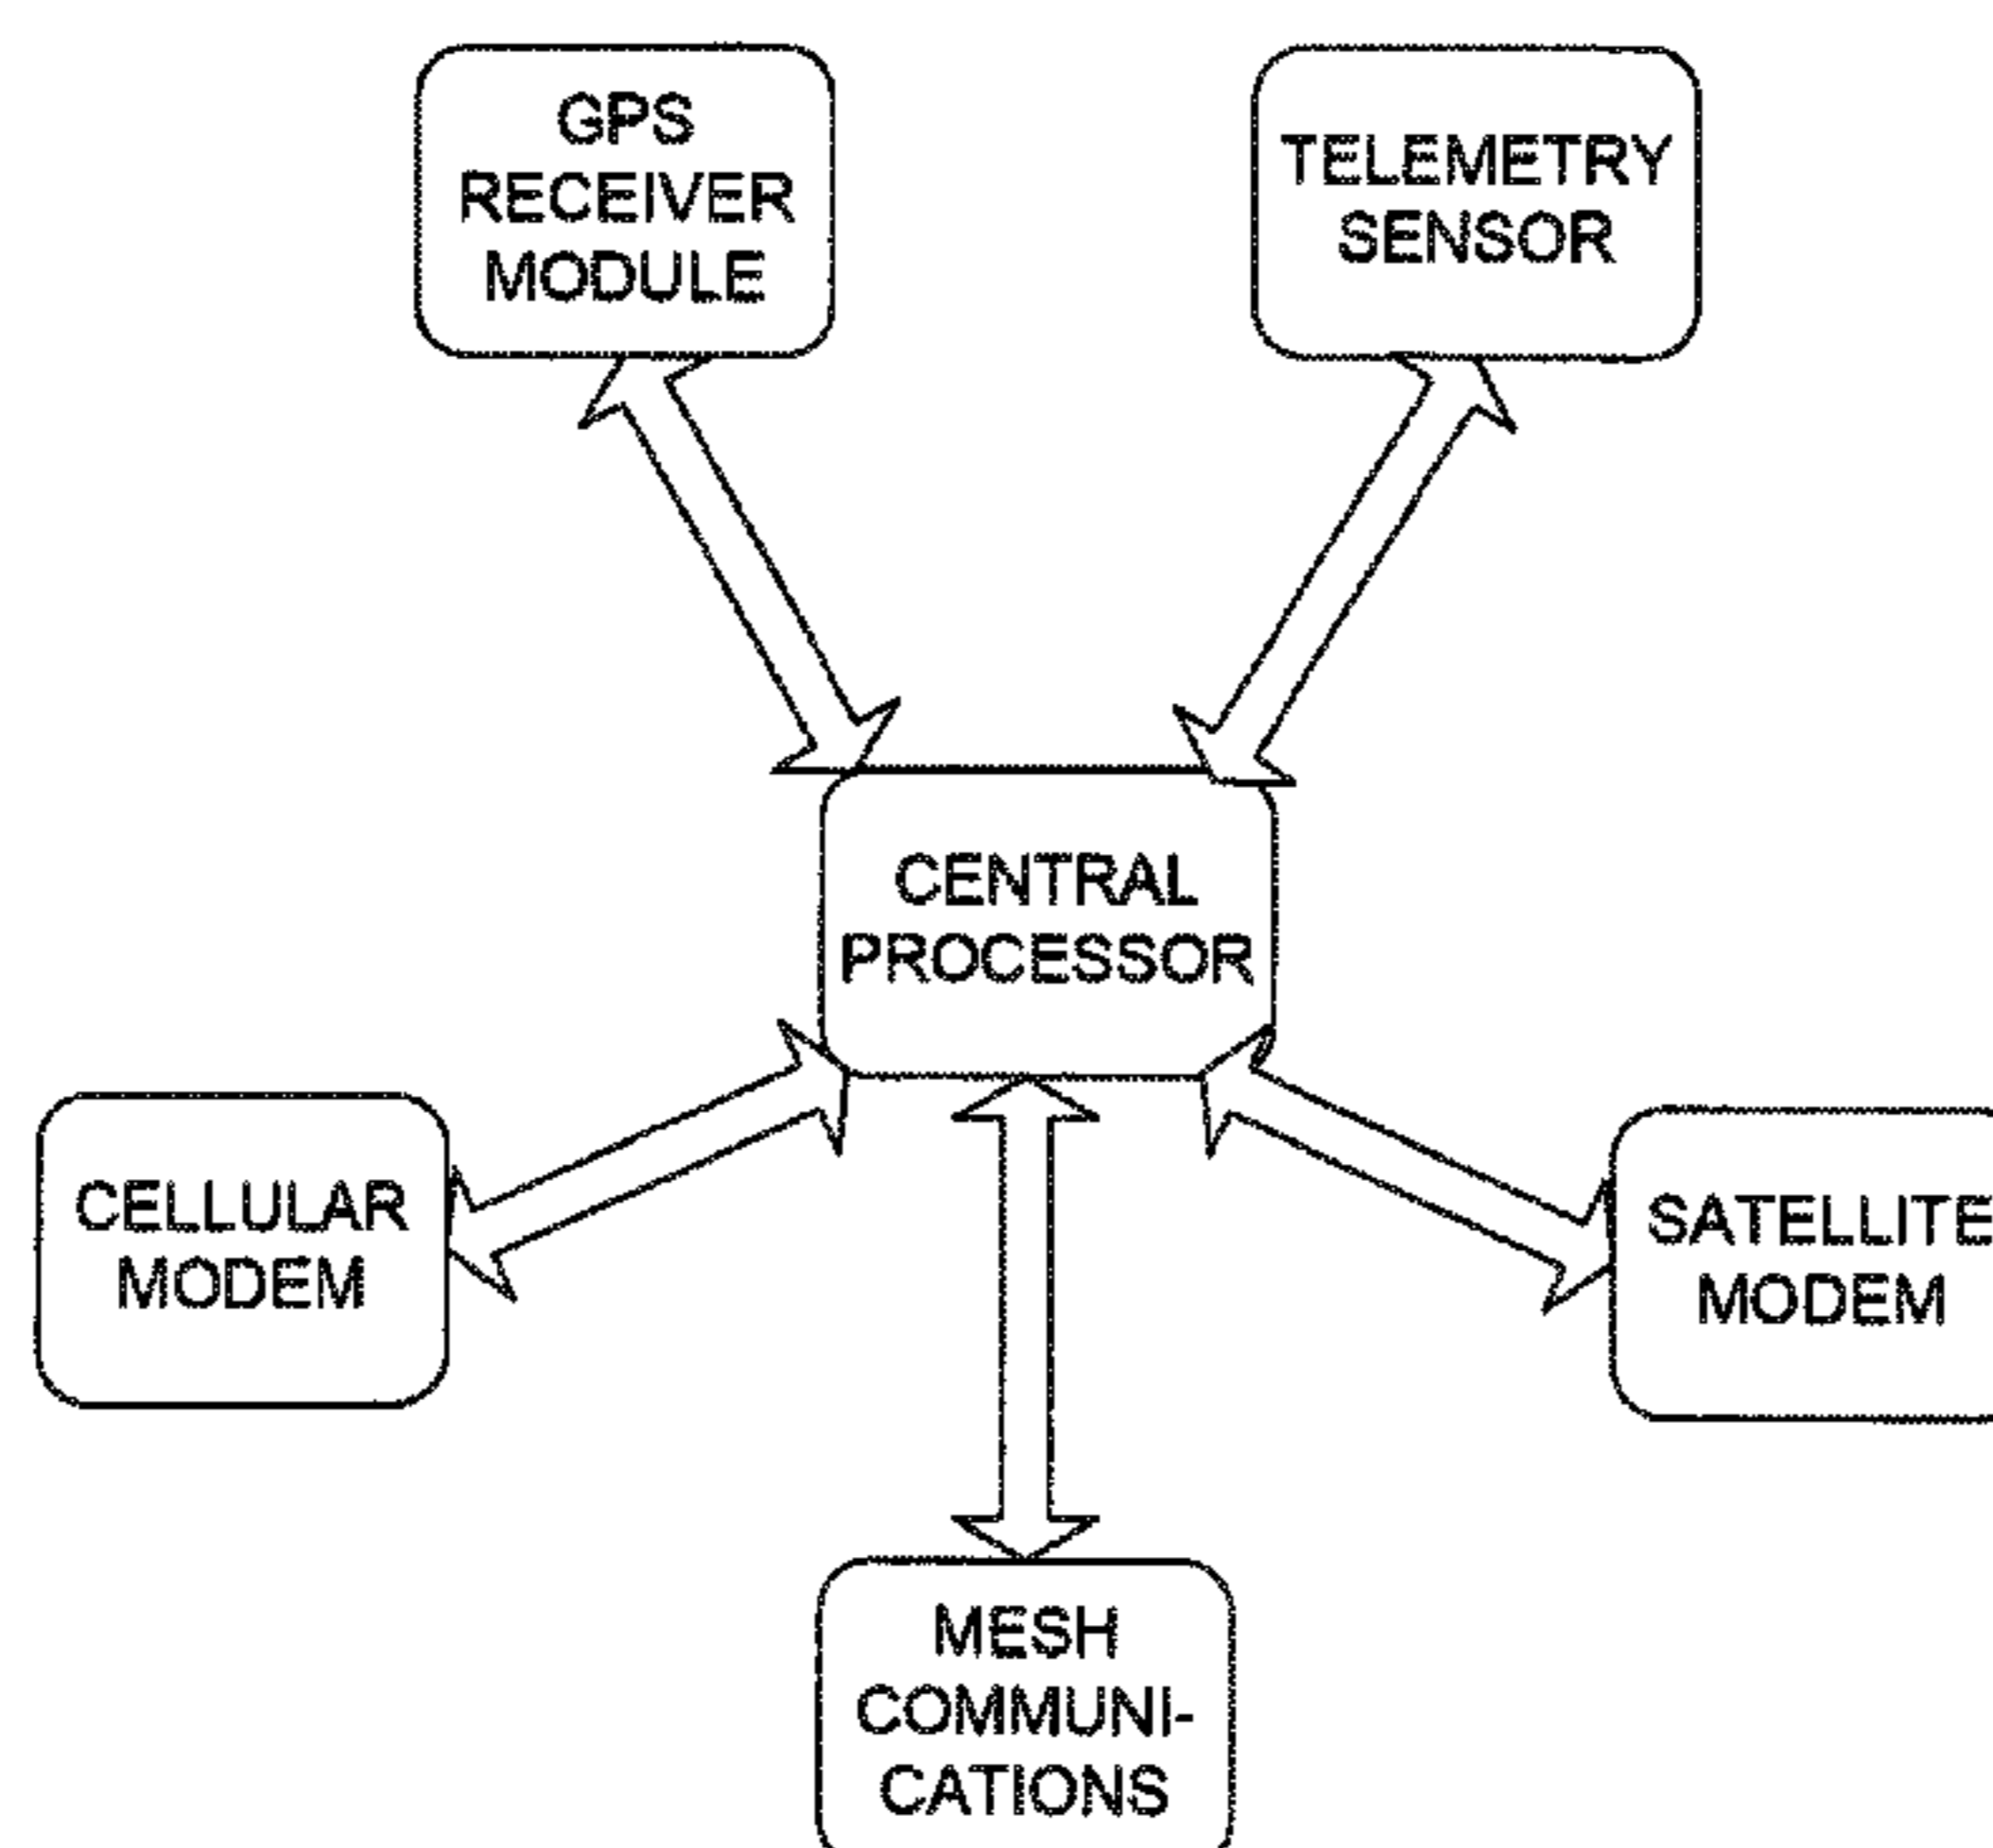 GPS
RECEIVER
MODULE
TELEMETRY
SENSOR
CENTRAL
PROCESSOR
CELLULAR
MODEM
SATELLITE
MODEM
MESH
COMMUNI-
CATIONS